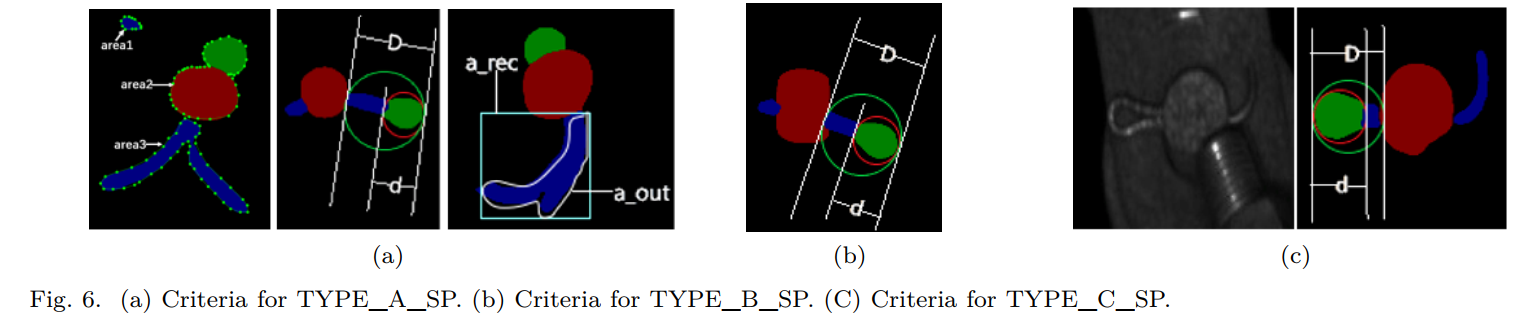 area1
area2
area3
D
d
a_rec
a_out
D
d
D
d
(a)
(b)
(c)
Fig. 6. (a) Criteria for TYPE_A_SP. (b) Criteria for TYPE_B_SP. (C) Criteria for TYPE_C_SP.